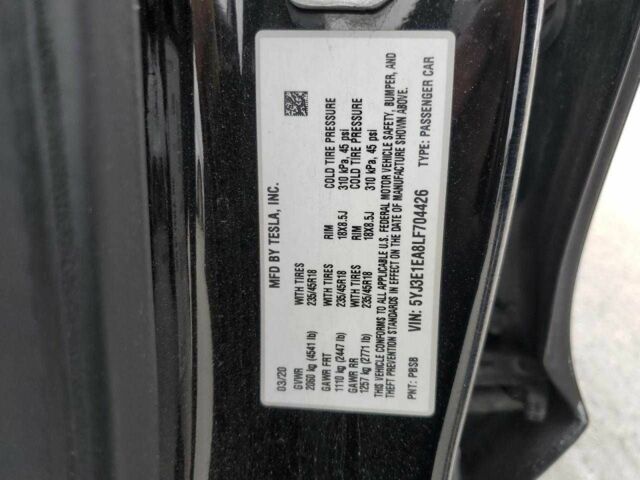 MFD BY TESLA, INC.
03/20
GVWR
2060 kg (4541 lb)
WITH TIRES
235/45R18
RIM
18X8.5J
COLD TIRE PRESSURE
310 kPa, 45 psi
GAWR FRT
1110 kg (2447 lb)
WITH TIRES
235/45R18
RIM
18X8.5J
COLD TIRE PRESSURE
310 kPa, 45 psi
GAWR RR
1257 kg (2771 lb)
THIS VEHICLE CONFORMS TO ALL APPLICABLE U.S. FEDERAL MOTOR VEHICLE SAFETY, BUMPER, AND
THEFT PREVENTION STANDARDS IN EFFECT ON THE DATE OF MANUFACTURE SHOWN ABOVE.
VIN: 5YJ3E1EA8LF704426
PNT: PBSB
TYPE: PASSENGER CAR